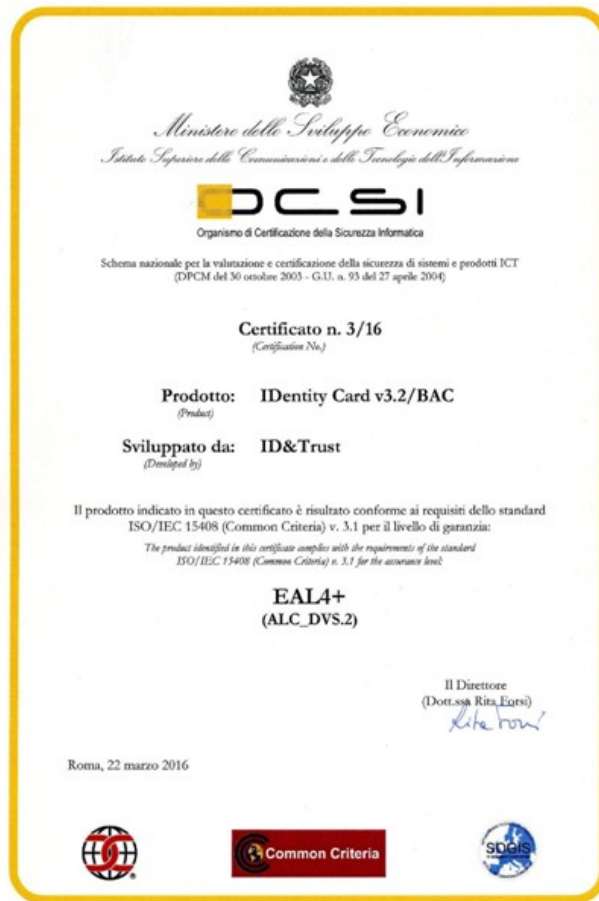 Ministero dello Sviluppo Economico
Istituto Superiore delle Comunicazioni e delle Tecnologie dell'Informazione
OCSI
Organismo di Certificazione della Sicurezza Informatica
Schema nazionale per la valutazione e certificazione della sicurezza di sistemi e prodotti ICT
(DPCM del 30 ottobre 2003 - G.U. n. 93 del 27 aprile 2004)
Certificato n. 3/16
(Certification No.)
Prodotto: IDentity Card v3.2/BAC
(Product)
Sviluppato da: ID&Trust
(Developed by)
Il prodotto indicato in questo certificato è risultato conforme ai requisiti dello standard
ISO/IEC 15408 (Common Criteria) v. 3.1 per il livello di garanzia:
The product identified in this certificate complies with the requirements of the standard
ISO/IEC 15408 (Common Criteria) v. 3.1 for the assurance level:
EAL4+
(ALC_DVS.2)
Il Direttore
(Dott.ssa Rita Forsi)
Rita Forsi
Roma, 22 marzo 2016
Common Criteria
SOGIS